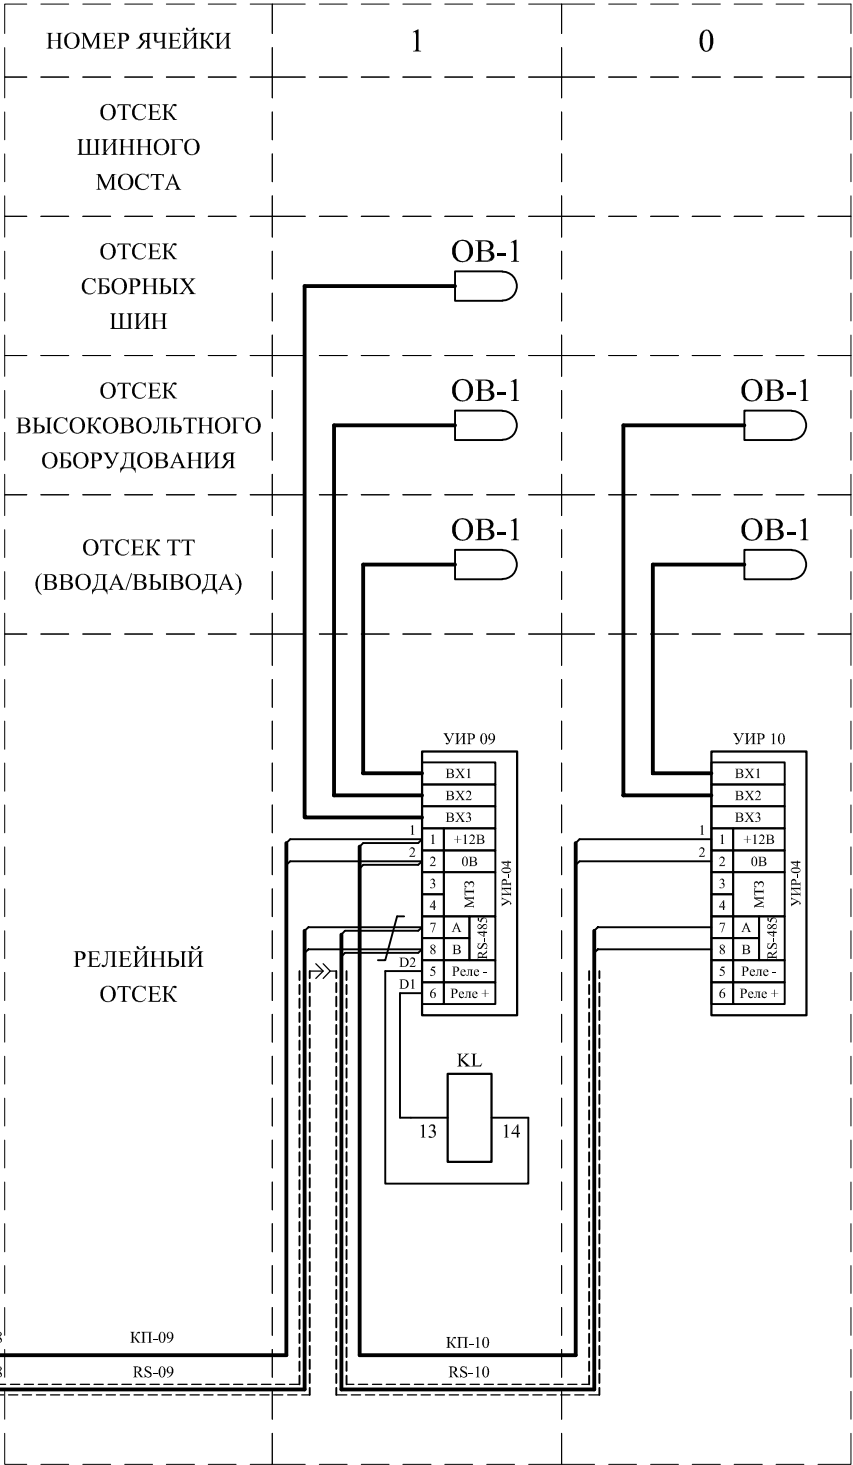 НОМЕР ЯЧЕЙКИ
1
0
ОТСЕК
ШИННОГО
МОСТА
ОТСЕК
СБОРНЫХ
ШИН
ОВ-1
ОТСЕК
ВЫСОКОВОЛЬТНОГО
ОБОРУДОВАНИЯ
ОВ-1
ОВ-1
ОТСЕК ТТ
(ВВОДА/ВЫВОДА)
ОВ-1
ОВ-1
РЕЛЕЙНЫЙ
ОТСЕК
УИР 09
ВХ1
ВХ2
ВХ3
1
1 +12В
2
2 0В
3
4
МТЗ
7 А
8 В
RS-485
D2
5 Реле -
D1
6 Реле +
УИР-04
KL
13
14
УИР 10
ВХ1
ВХ2
ВХ3
1
1 +12В
2
2 0В
3
4
МТЗ
7 А
8 В
RS-485
5 Реле -
6 Реле +
УИР-04
КП-09
КП-10
RS-09
RS-10